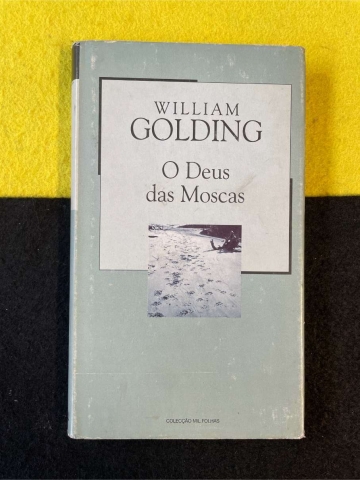 WILLIAM
GOLDING
O Deus
das Moscas
COLECÇÃO MIL FOLHAS